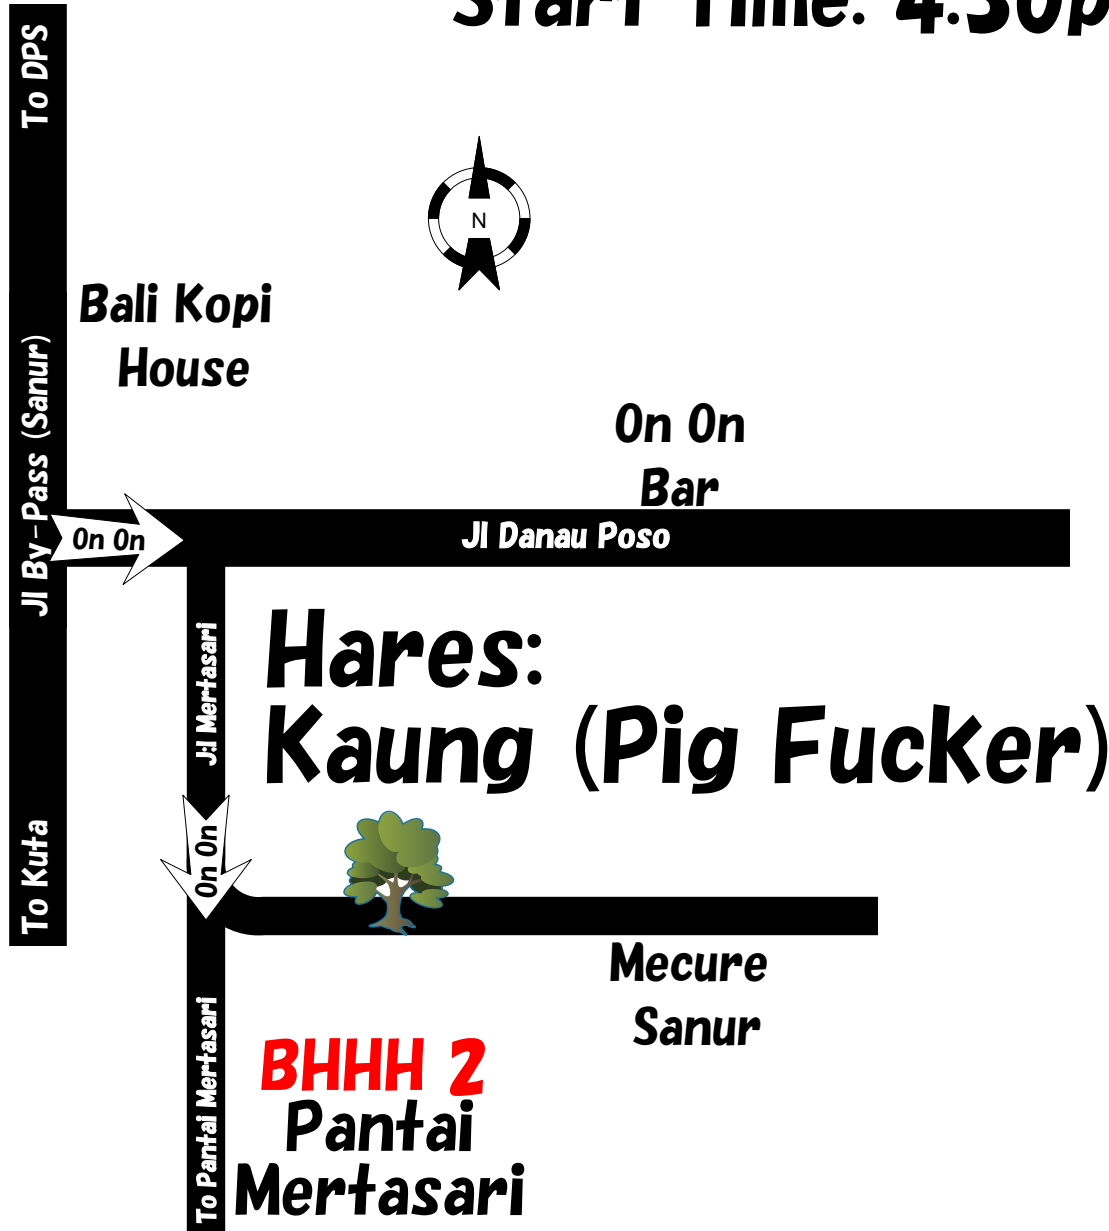 Start Time: 4.30p
To DPS
N
Bali Kopi
House
On On
Bar
Jl By-Pass (Sanur)
On On
Jl Danau Poso
J:l Mertasari
Hares:
Kaung (Pig Fucker)
To Kuta
On On
Mecure
Sanur
To Pantai Mertasari
BHHH 2
Pantai
Mertasari